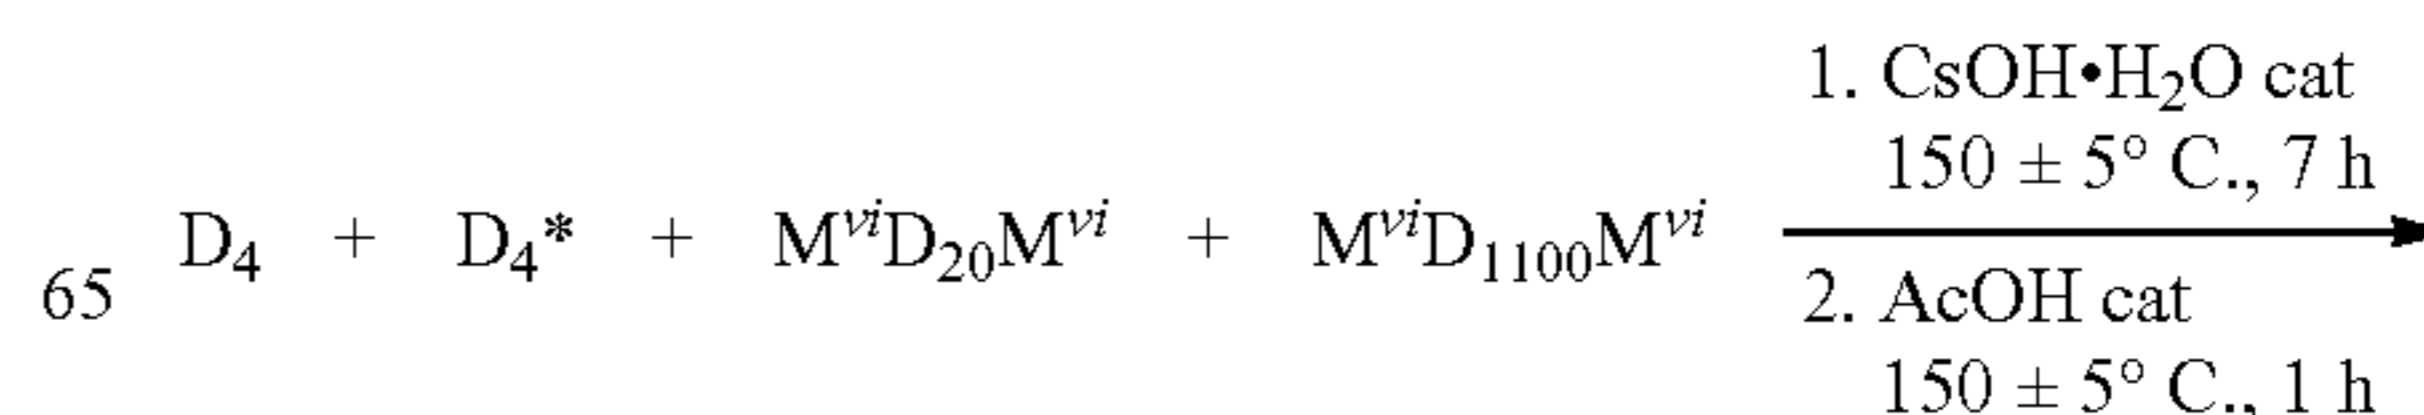 1. CsOH•H₂O cat
150 ± 5° C., 7 h
65 D₄ + D₄* + MᵛⁱD₂₀Mᵛⁱ + MᵛⁱD₁₁₀₀Mᵛⁱ
2. AcOH cat
150 ± 5° C., 1 h